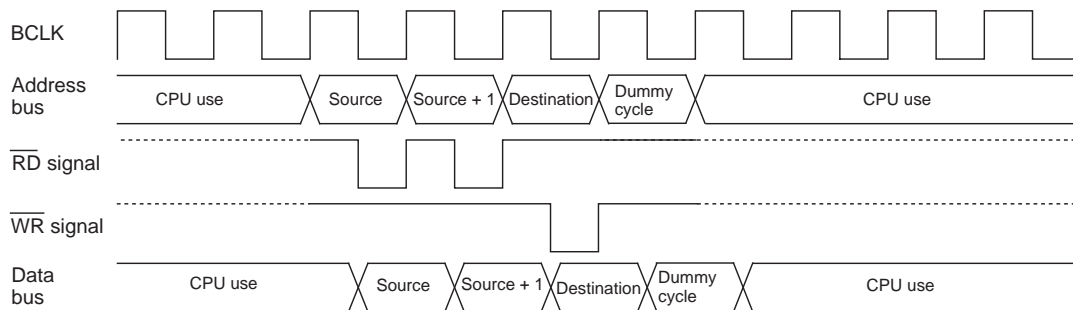 BCLK
Address
bus
CPU use
Source
Source + 1
Destination
Dummy
cycle
CPU use
RD signal
WR signal
Data
bus
CPU use
Source
Source + 1
Destination
Dummy
cycle
CPU use